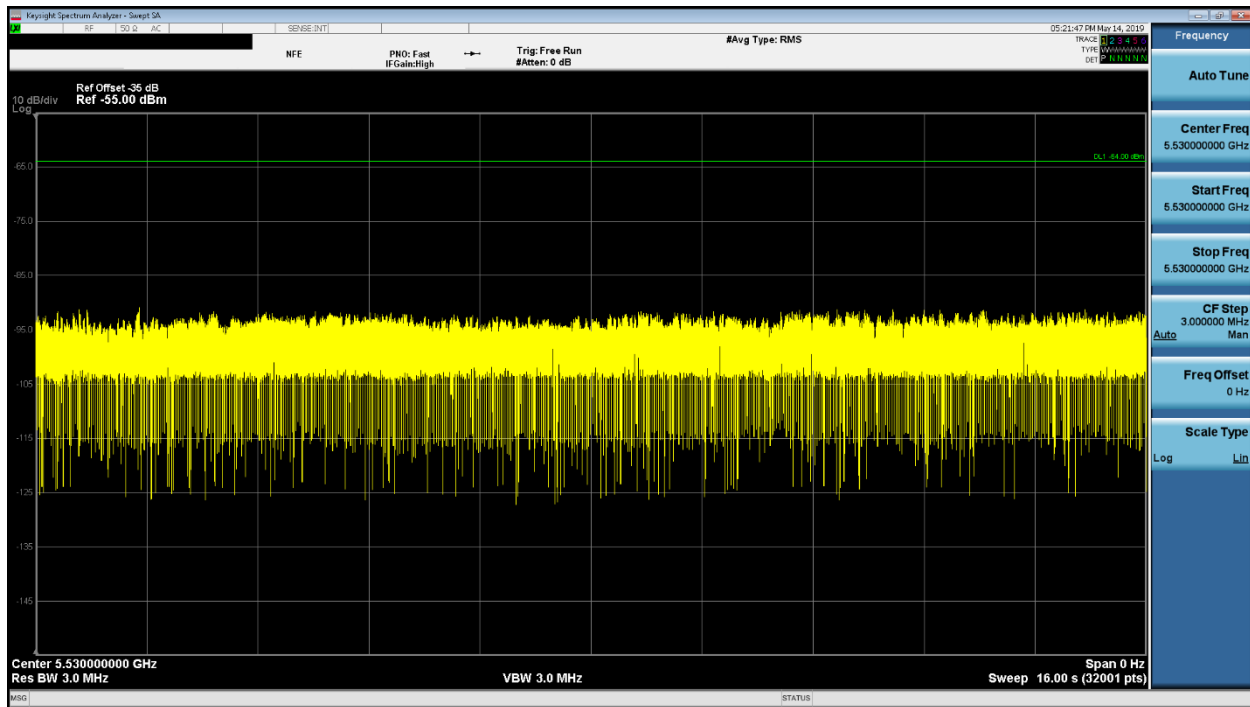 Keysight Spectrum Analyzer - Swept SA
RF 50 Ω AC SENSE:INT 05:21:47 PM May 14, 2019
#Avg Type: RMS
TRACE 1 2 3 4 5 6
NFE PNO: Fast Trig: Free Run
TYPE
IFGain:High #Atten: 0 dB
DET P N N N N N
Ref Offset -35 dB
10 dB/div Ref -55.00 dBm
Log
DL1 -64.00 dBm
-65.0
-75.0
-85.0
-95.0
-105
-115
-125
-135
-145
Center 5.530000000 GHz Span 0 Hz
Res BW 3.0 MHz VBW 3.0 MHz Sweep 16.00 s (32001 pts)
MSG STATUS
Frequency
Auto Tune
Center Freq
5.530000000 GHz
Start Freq
5.530000000 GHz
Stop Freq
5.530000000 GHz
CF Step
3.000000 MHz
Auto Man
Freq Offset
0 Hz
Scale Type
Log Lin